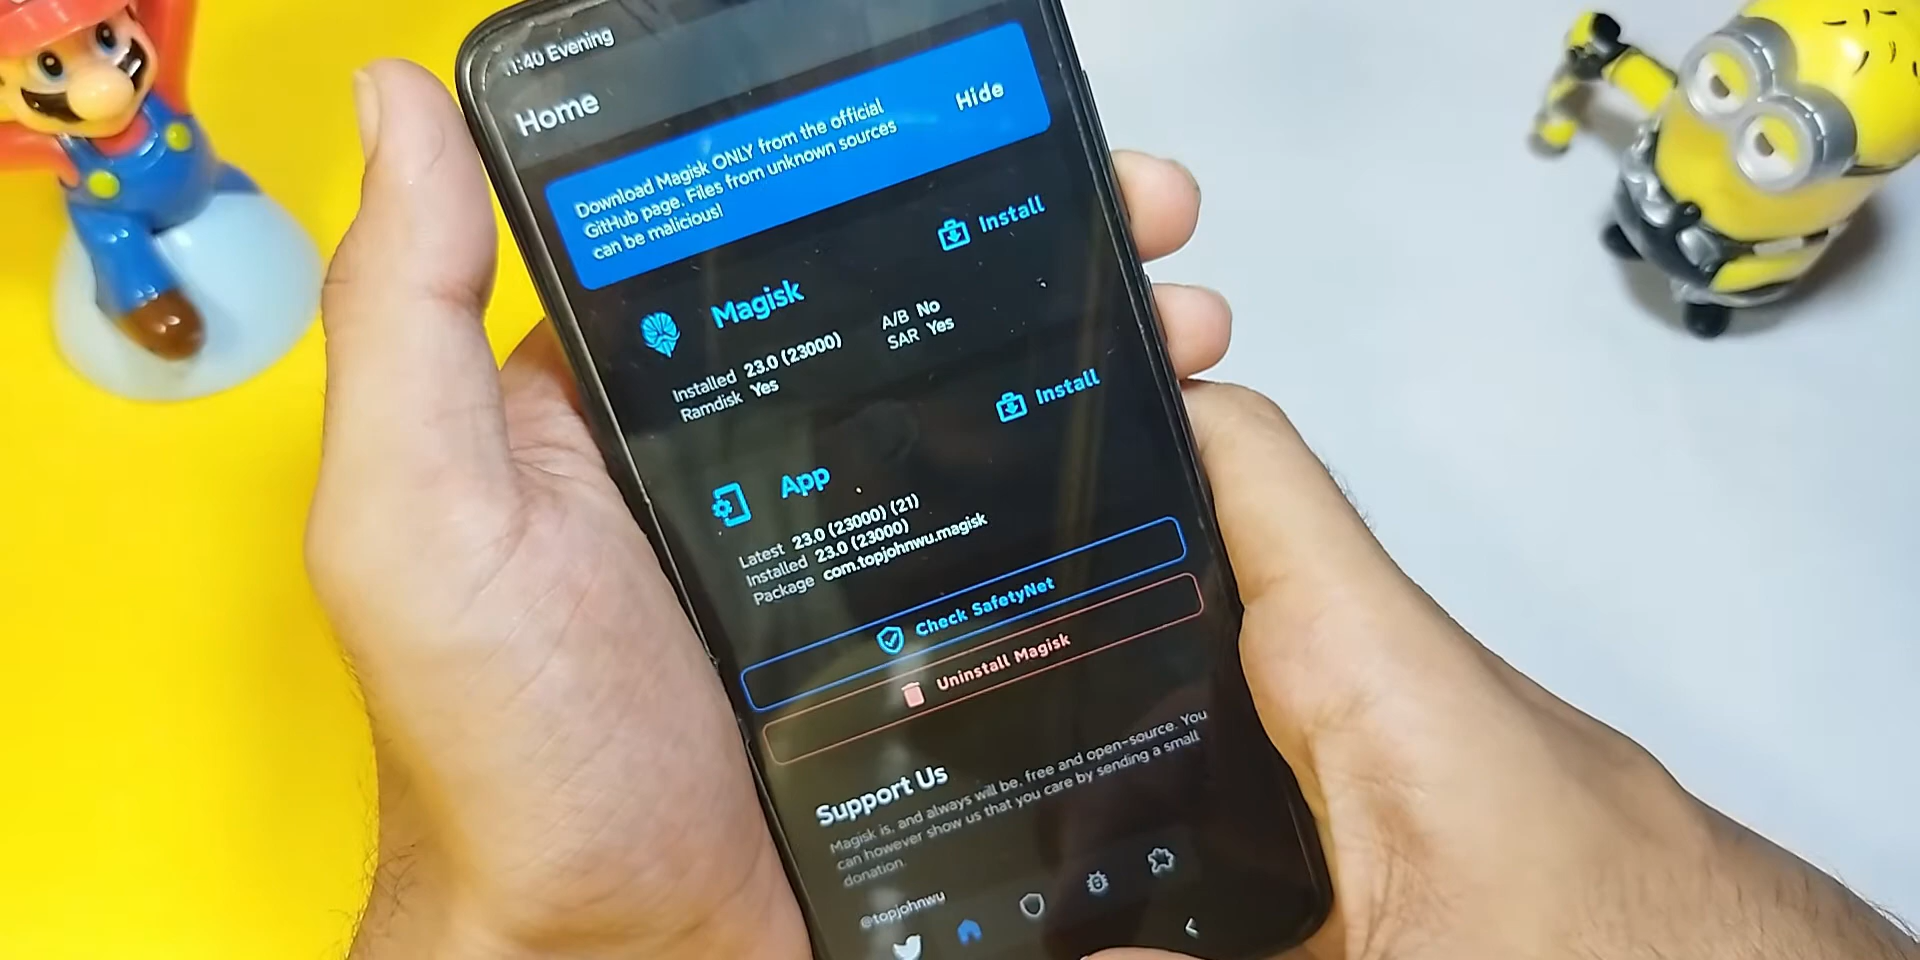 11:40 Evening
Home
Download Magisk ONLY from the official
GitHub page. Files from unknown sources
can be malicious!
Hide
Magisk
Install
Installed 23.0 (23000)
Ramdisk Yes
A/B No
SAR Yes
App
Install
Latest 23.0 (23000) (21)
Installed 23.0 (23000)
Package com.topjohnwu.magisk
Check SafetyNet
Uninstall Magisk
Support Us
Magisk is, and always will be, free and open-source. You
can however show us that you care by sending a small
donation.
@topjohnwu